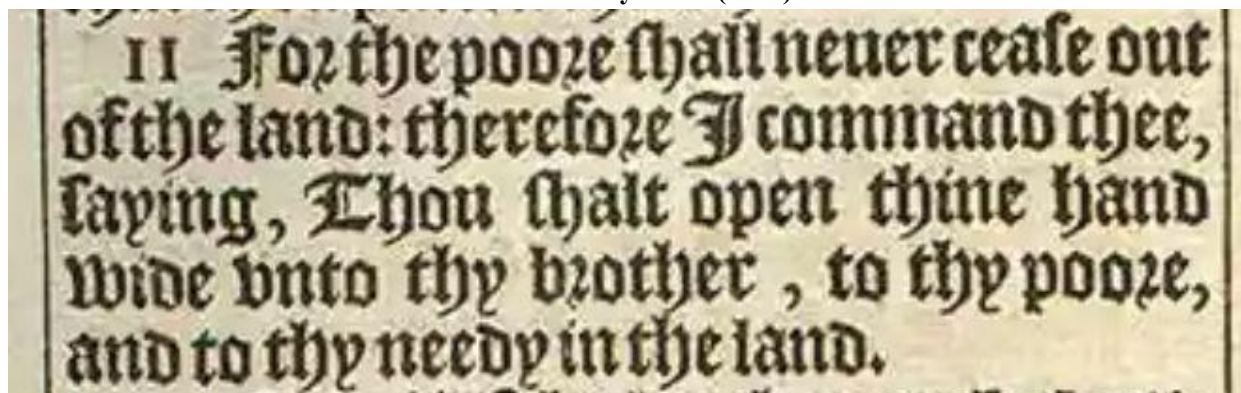 11 For the poore ſhall neuer ceaſe out
of the land: therefore I command thee,
ſaying, Thou ſhalt open thine hand
wide vnto thy brother, to thy poore,
and to thy needy in the land.